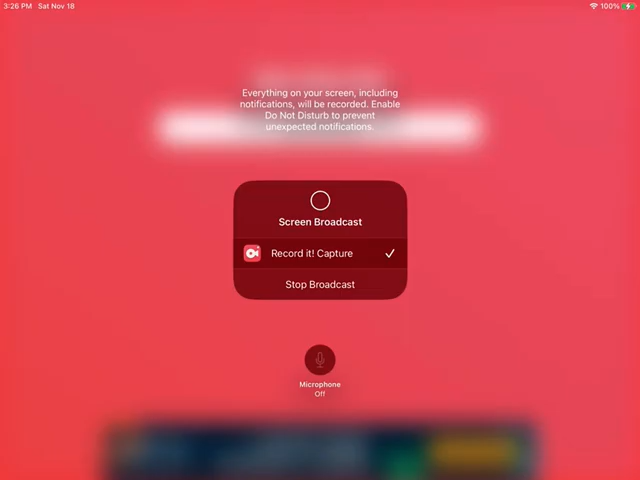 3:26 PM Sat Nov 18 100%
Everything on your screen, including
notifications, will be recorded. Enable
Do Not Disturb to prevent
unexpected notifications.
Screen Broadcast
Record it! Capture
Stop Broadcast
Microphone
Off